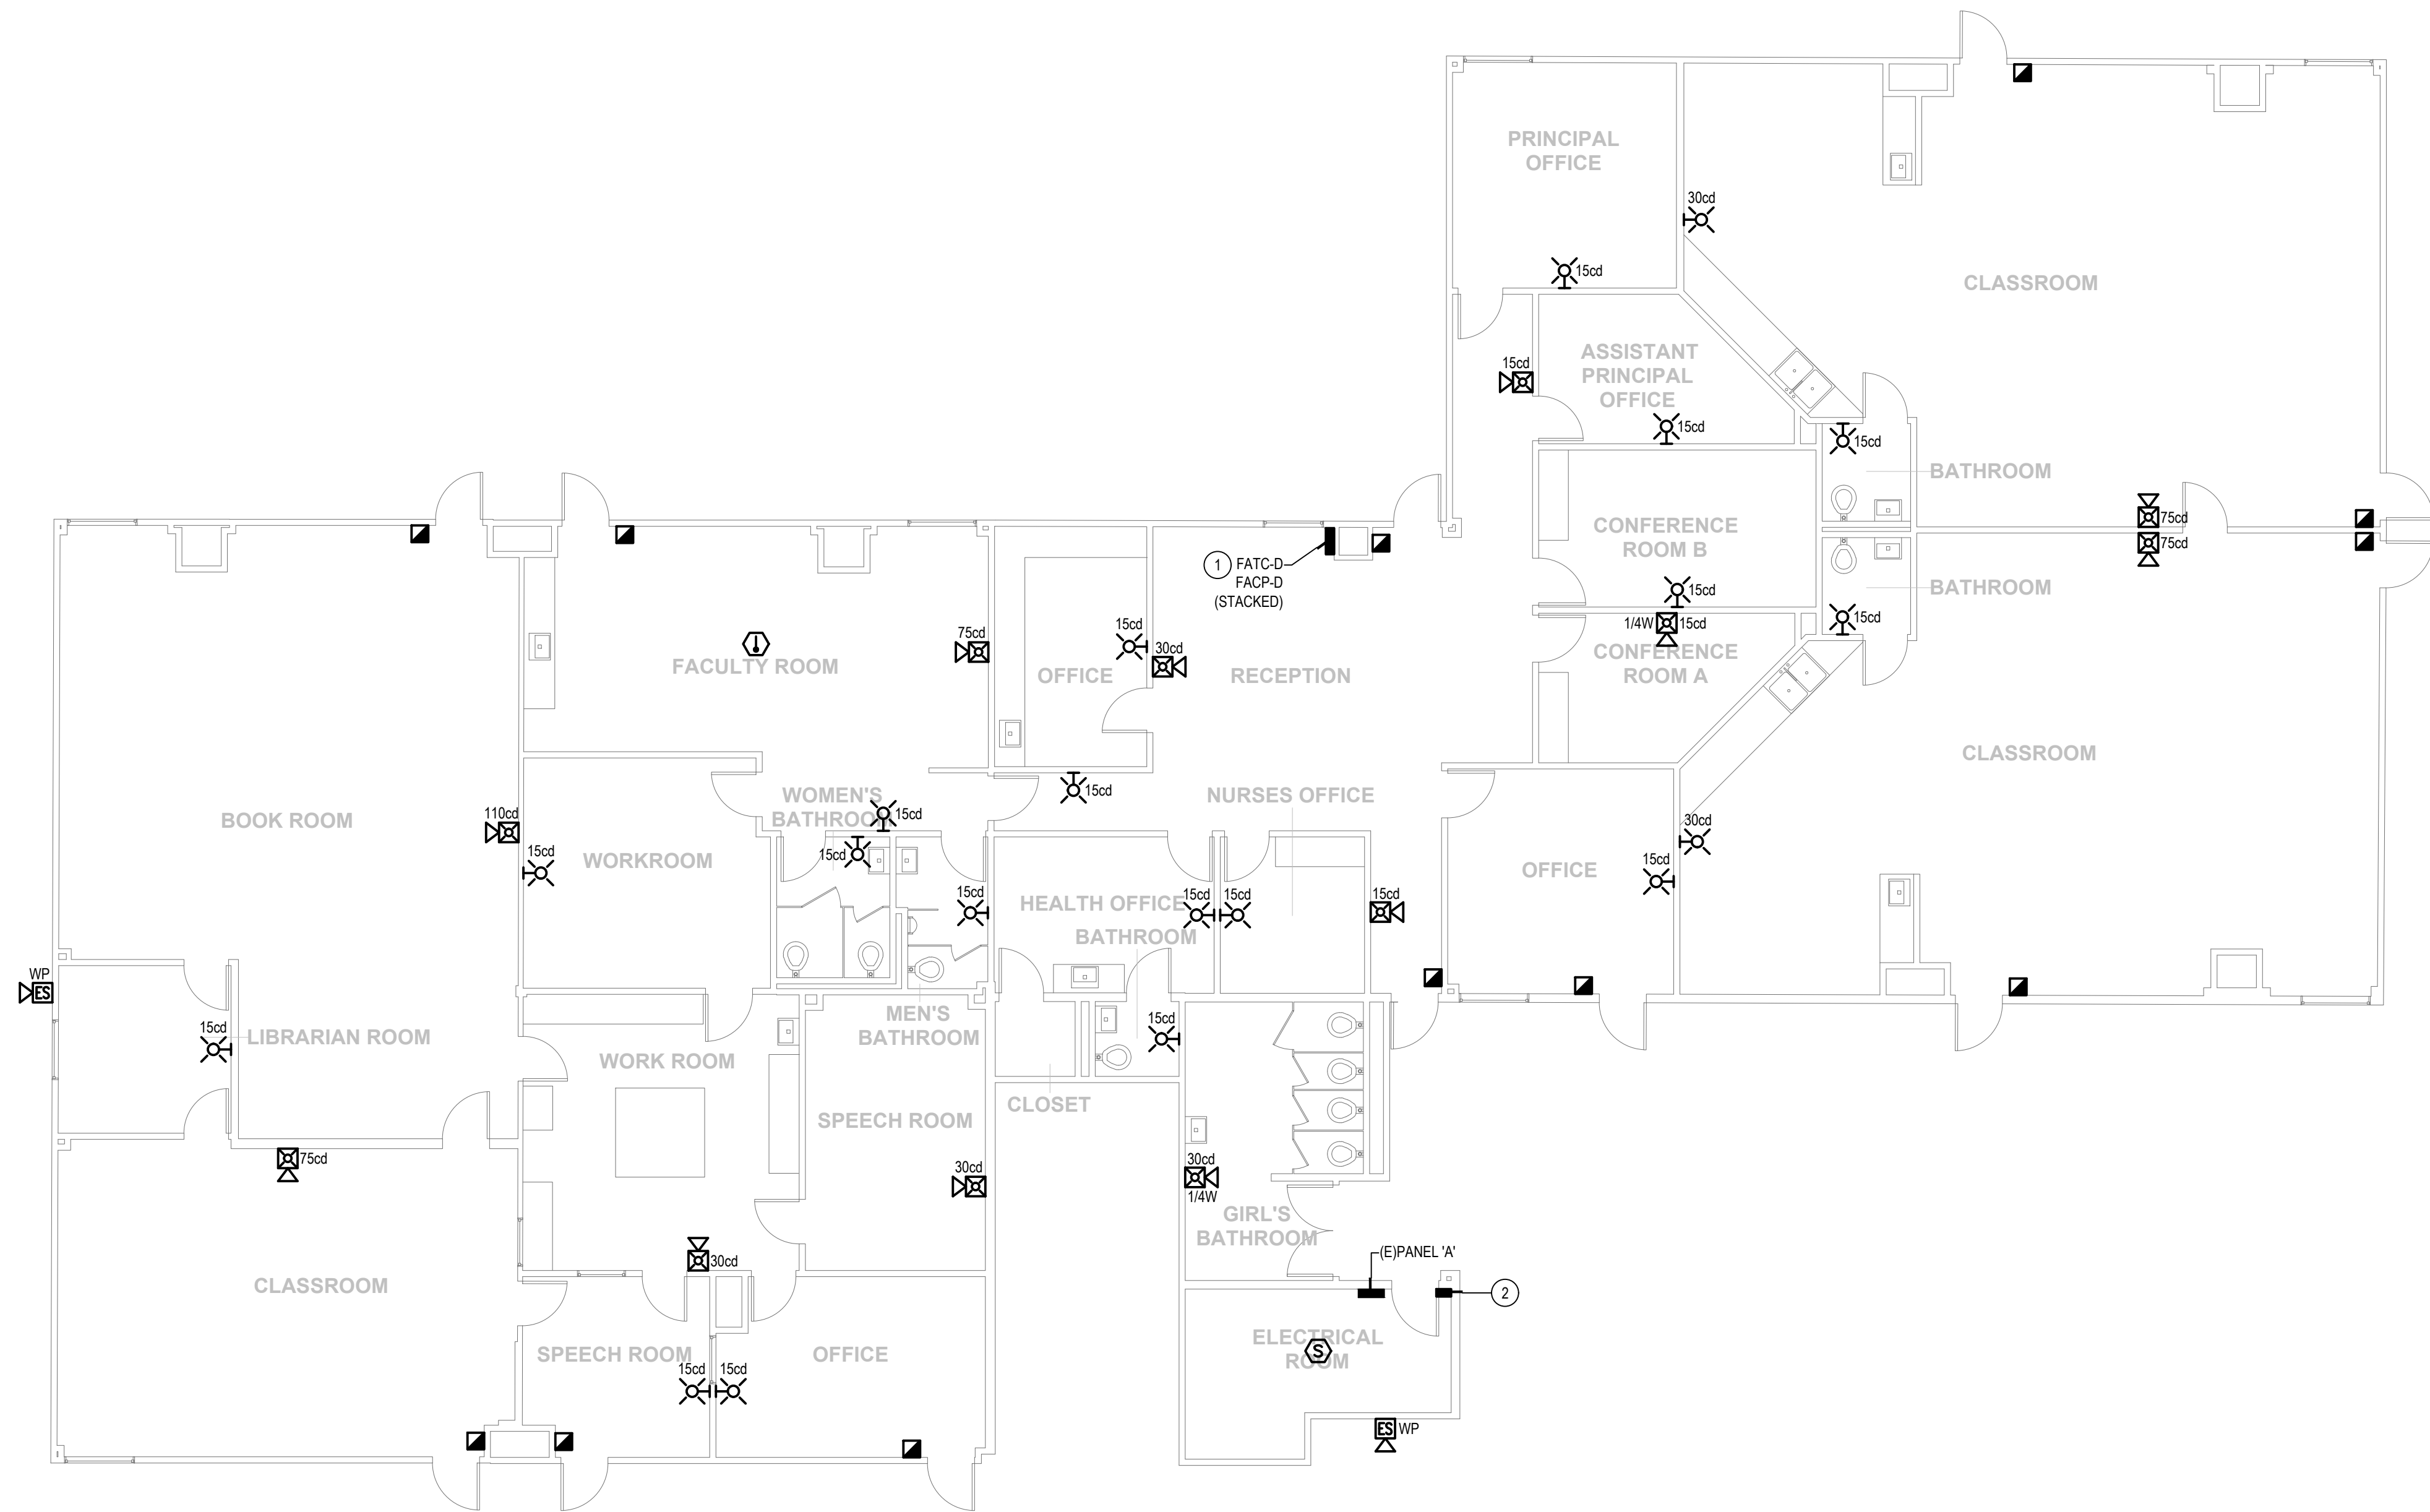 PRINCIPAL
OFFICE
30cd
15cd
CLASSROOM
ASSISTANT
PRINCIPAL
OFFICE
15cd
15cd
15cd
BATHROOM
CONFERENCE
ROOM B
75cd
75cd
1 FATC-D
FACP-D
(STACKED)
BATHROOM
15cd
15cd
1/4W 15cd
CONFERENCE
ROOM A
FACULTY ROOM
75cd
15cd
30cd
OFFICE
RECEPTION
CLASSROOM
WOMEN'S
BATHROOM
15cd
15cd
NURSES OFFICE
BOOK ROOM
110cd
15cd
WORKROOM
15cd
30cd
15cd
OFFICE
15cd
15cd
15cd
15cd
HEALTH OFFICE
BATHROOM
WP
ES
15cd
LIBRARIAN ROOM
MEN'S
BATHROOM
15cd
WORK ROOM
SPEECH ROOM
CLOSET
75cd
30cd
30cd
1/4W
GIRL'S
BATHROOM
30cd
(E)PANEL 'A'
2
CLASSROOM
SPEECH ROOM
15cd
15cd
OFFICE
ELECTRICAL
ROOM
S
ES WP